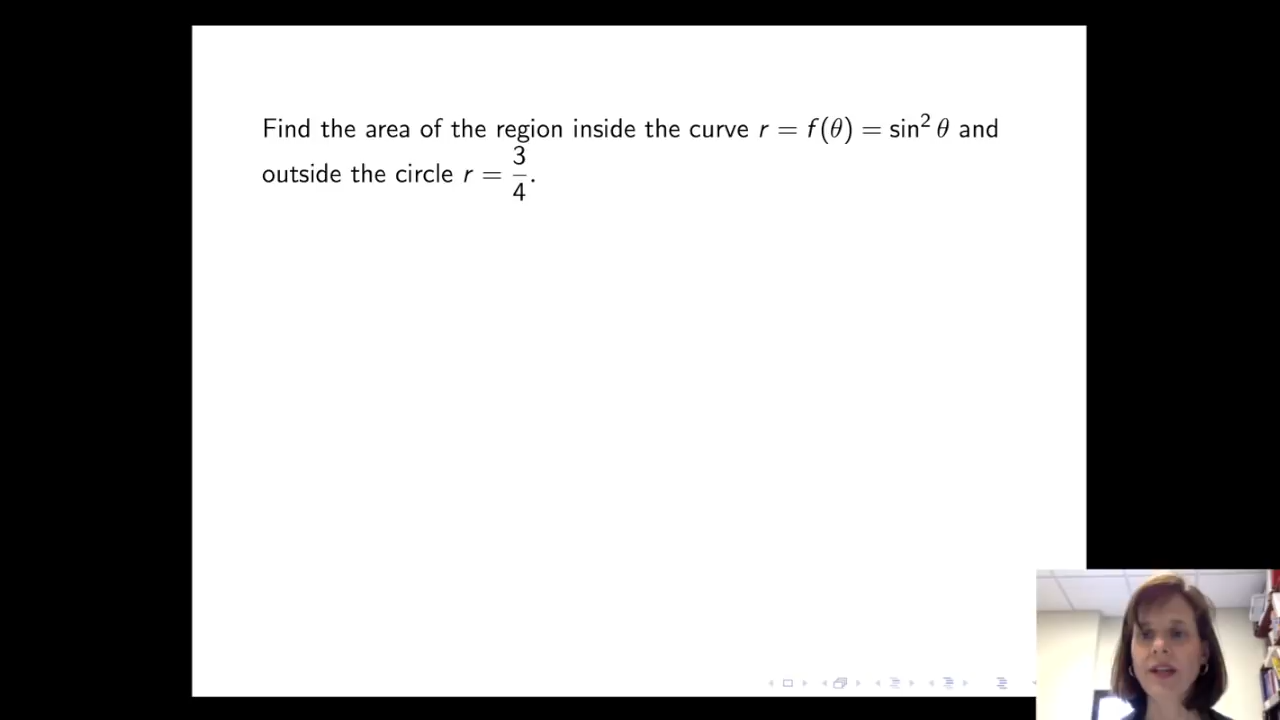 Find the area of the region inside the curve r = f(θ) = sin² θ and
outside the circle r = 3/4.